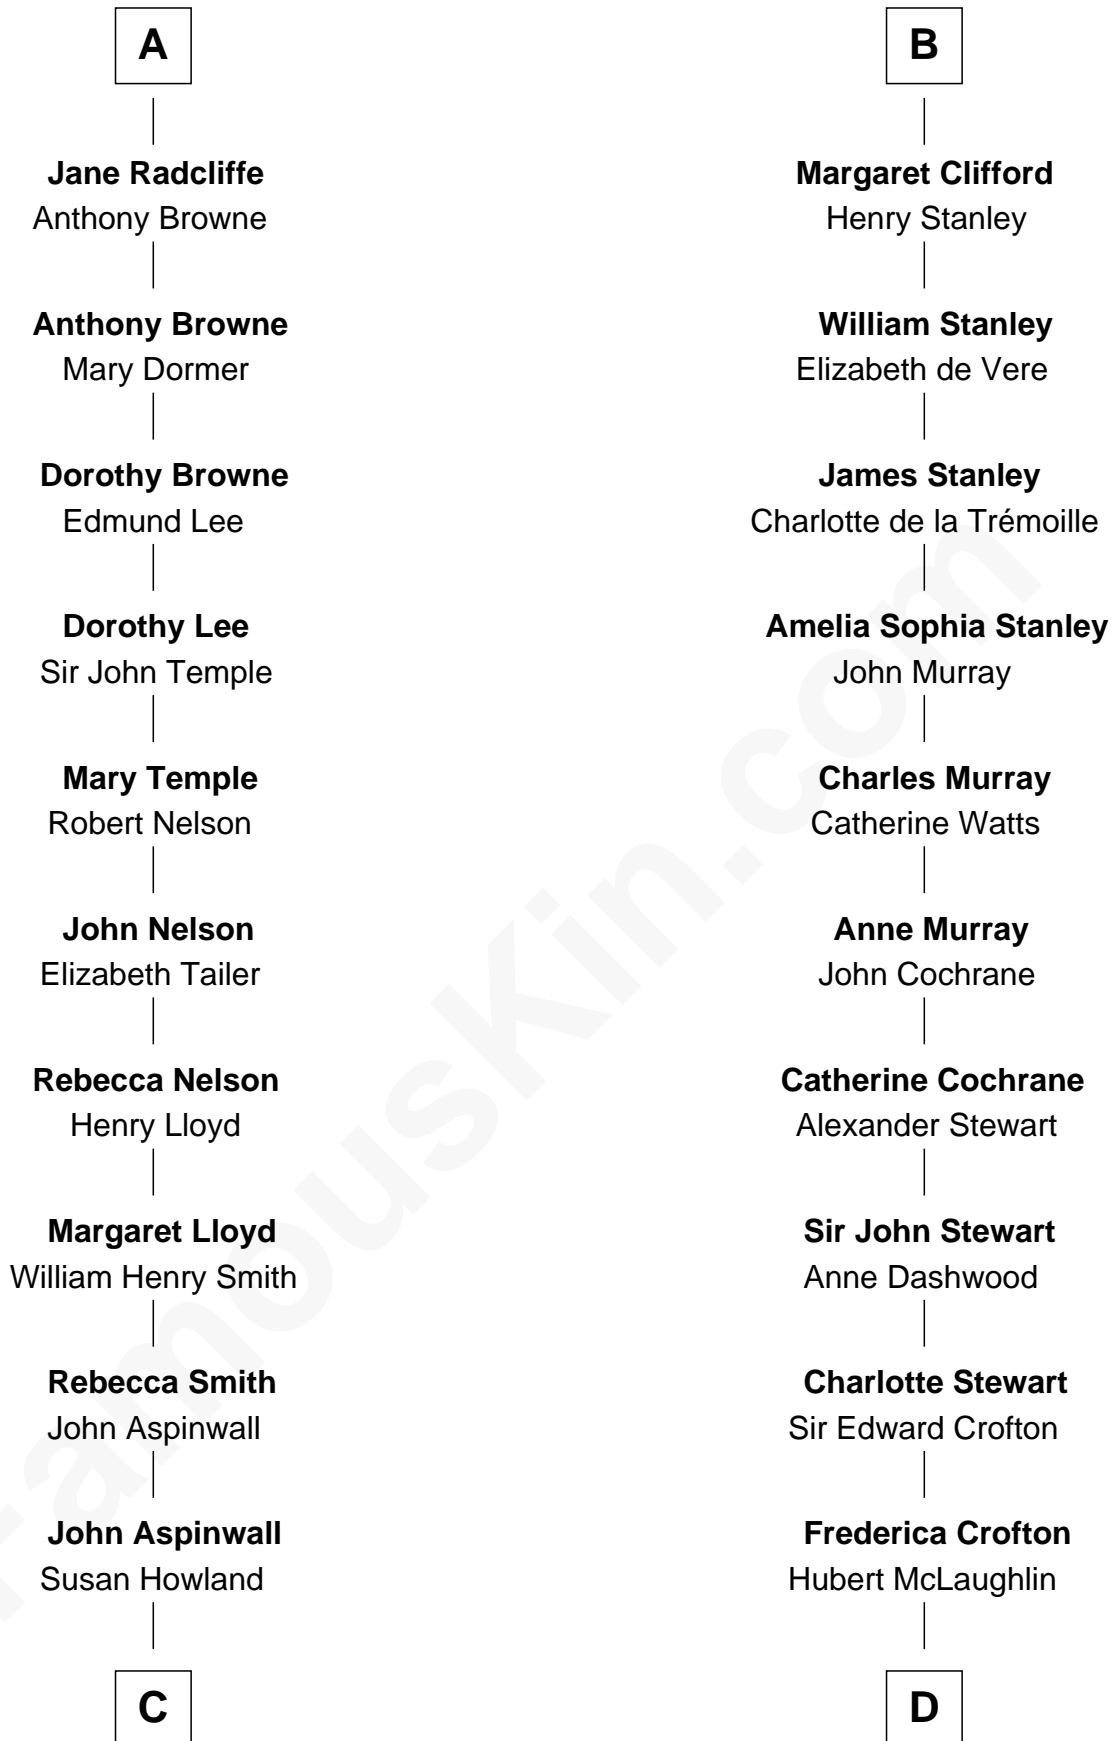 A
Jane Radcliffe
Anthony Browne
Anthony Browne
Mary Dormer
Dorothy Browne
Edmund Lee
Dorothy Lee
Sir John Temple
Mary Temple
Robert Nelson
John Nelson
Elizabeth Tailer
Rebecca Nelson
Henry Lloyd
Margaret Lloyd
William Henry Smith
Rebecca Smith
John Aspinwall
John Aspinwall
Susan Howland
C
B
Margaret Clifford
Henry Stanley
William Stanley
Elizabeth de Vere
James Stanley
Charlotte de la Trémoille
Amelia Sophia Stanley
John Murray
Charles Murray
Catherine Watts
Anne Murray
John Cochrane
Catherine Cochrane
Alexander Stewart
Sir John Stewart
Anne Dashwood
Charlotte Stewart
Sir Edward Crofton
Frederica Crofton
Hubert McLaughlin
D
FamousKin.com